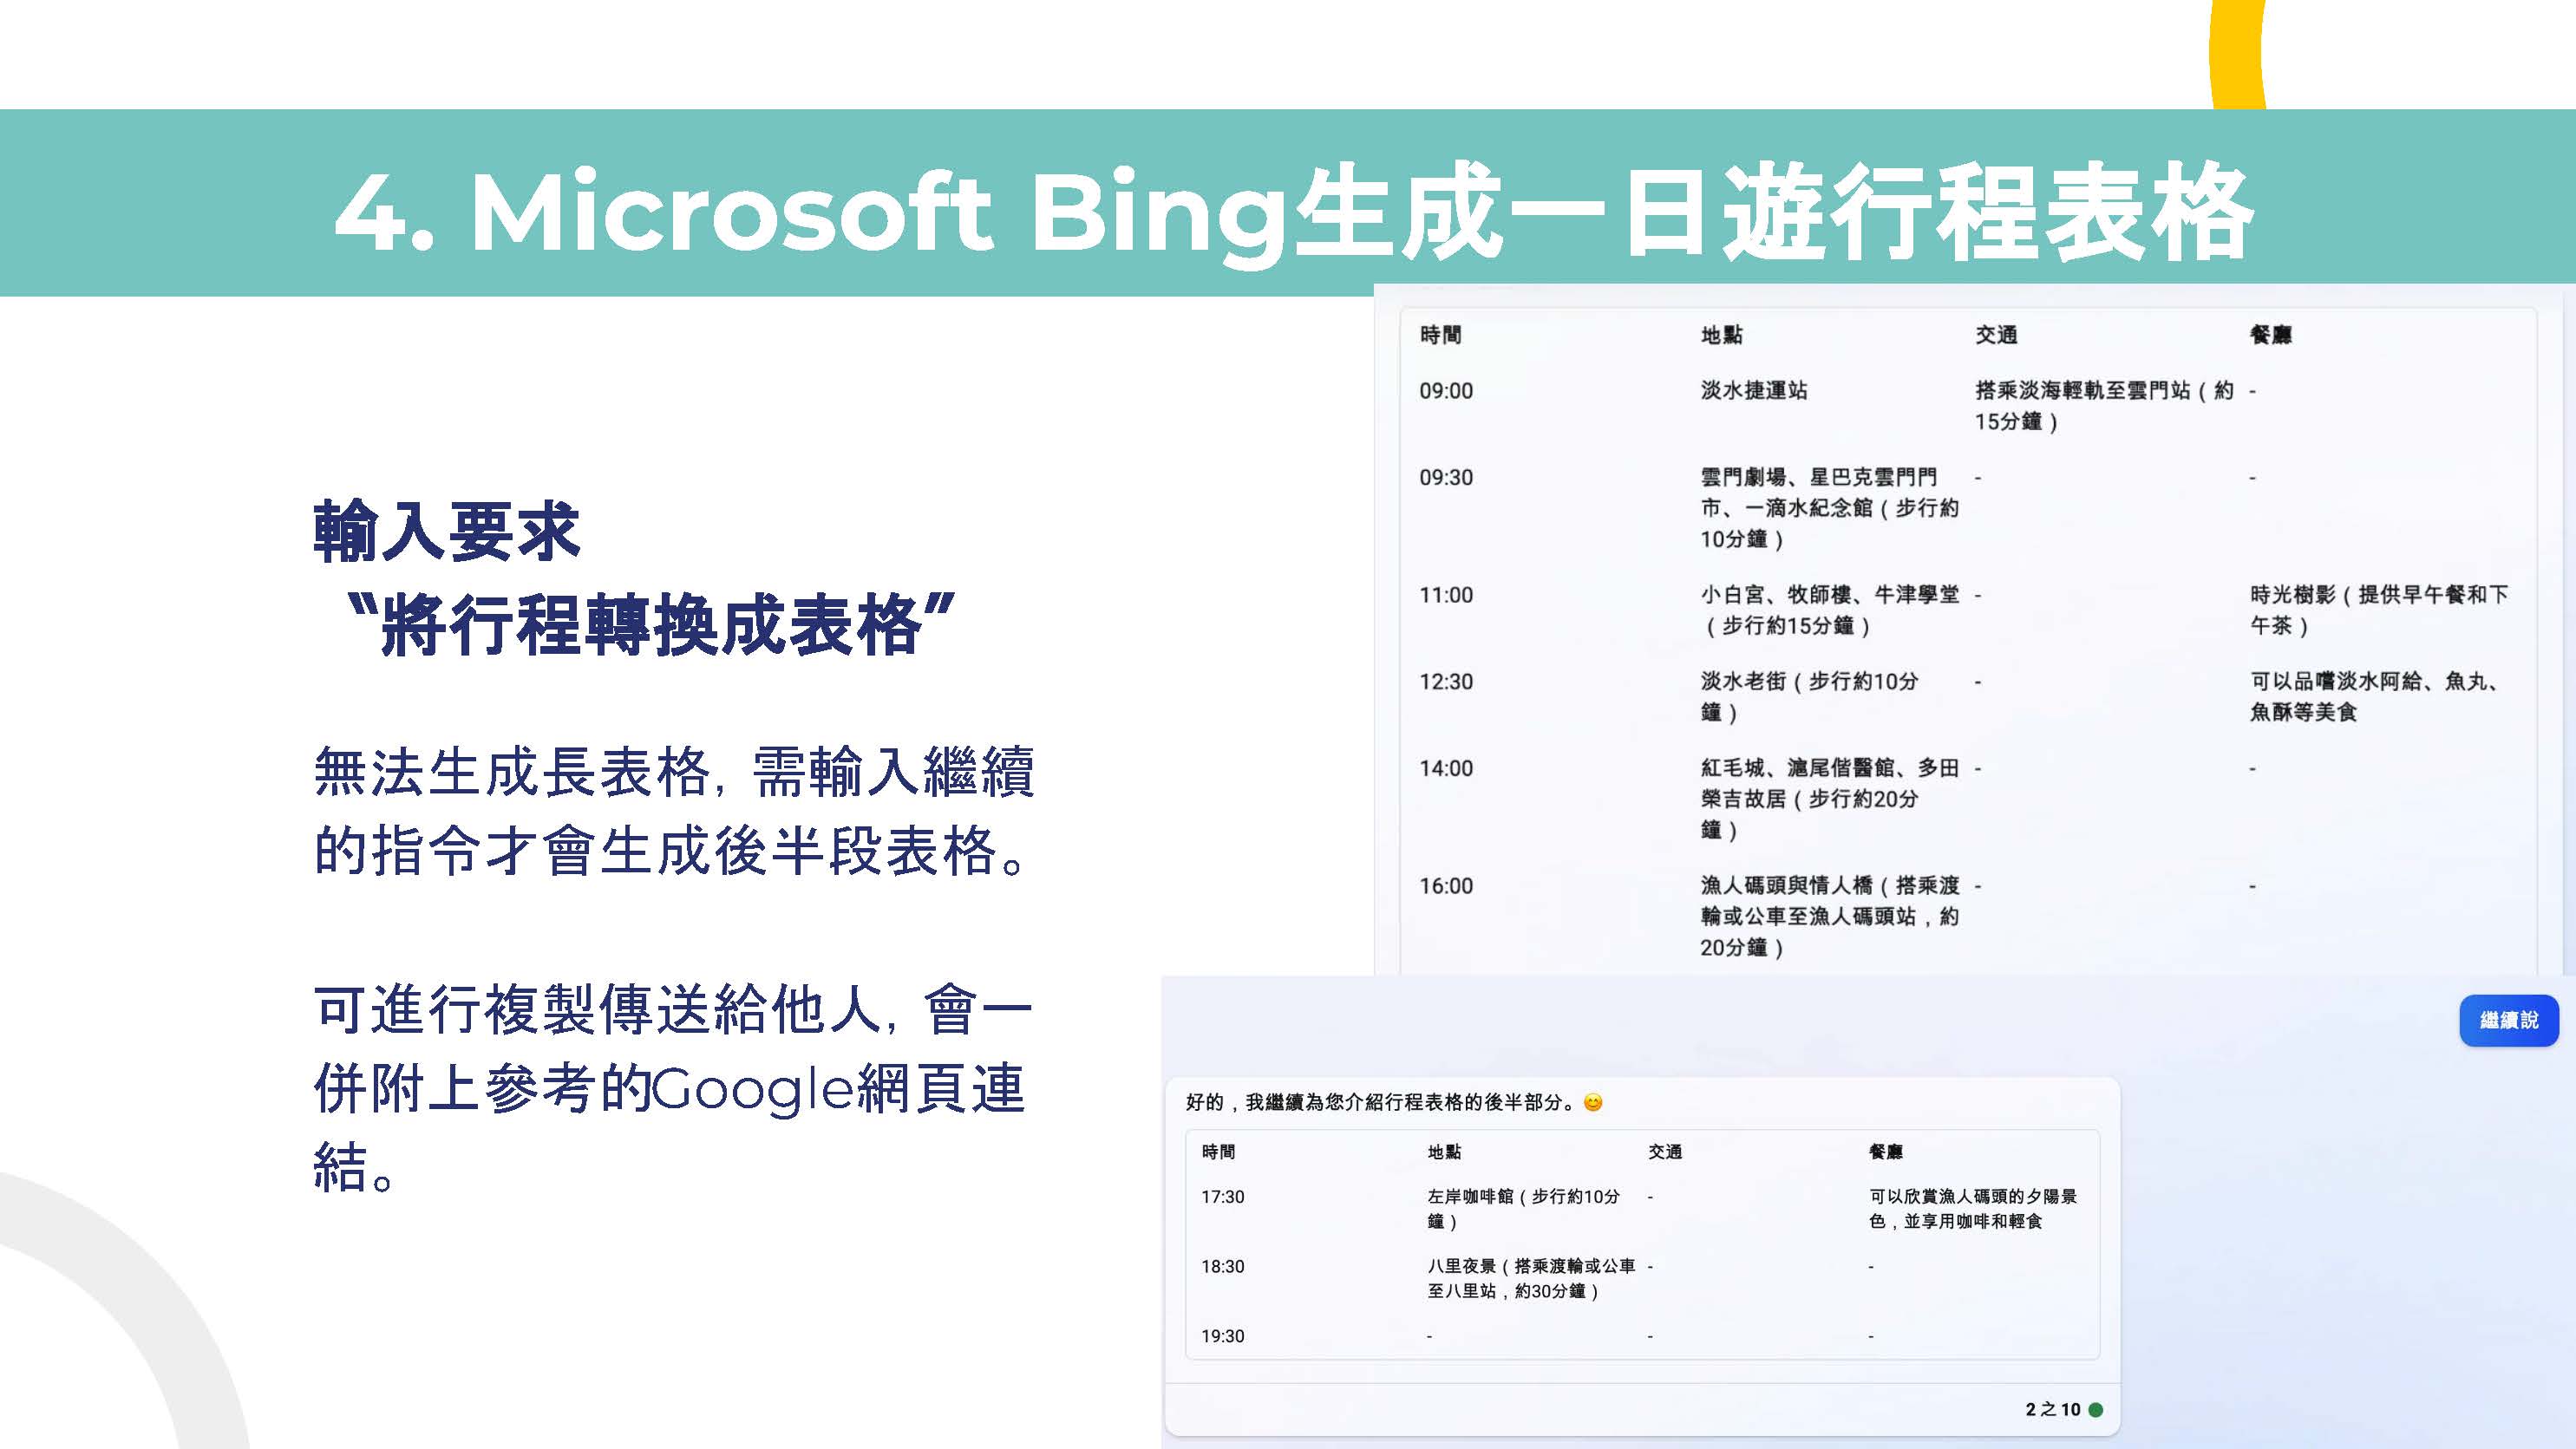 4. Microsoft Bing生成一日遊行程表格
輸入要求
〝將行程轉換成表格〞
無法生成長表格, 需輸入繼續
的指令才會生成後半段表格。
可進行複製傳送給他人, 會一
併附上參考的Google網頁連
結。
時間 地點 交通 餐廳
09:00 淡水捷運站 搭乘淡海輕軌至雲門站（約 -
15分鐘）
09:30 雲門劇場、星巴克雲門門 - -
市、一滴水紀念館（步行約
10分鐘）
11:00 小白宮、牧師樓、牛津學堂 - 時光樹影（提供早午餐和下
（步行約15分鐘） 午茶）
12:30 淡水老街（步行約10分 - 可以品嚐淡水阿給、魚丸、
鐘） 魚酥等美食
14:00 紅毛城、滬尾偕醫館、多田 - -
榮吉故居（步行約20分
鐘）
16:00 漁人碼頭與情人橋（搭乘渡 - -
輪或公車至漁人碼頭站，約
20分鐘）
繼續說
好的，我繼續為您介紹行程表格的後半部分。😊
時間 地點 交通 餐廳
17:30 左岸咖啡館（步行約10分 - 可以欣賞漁人碼頭的夕陽景
鐘） 色，並享用咖啡和輕食
18:30 八里夜景（搭乘渡輪或公車 - -
至八里站，約30分鐘）
19:30 - - -
2 之 10